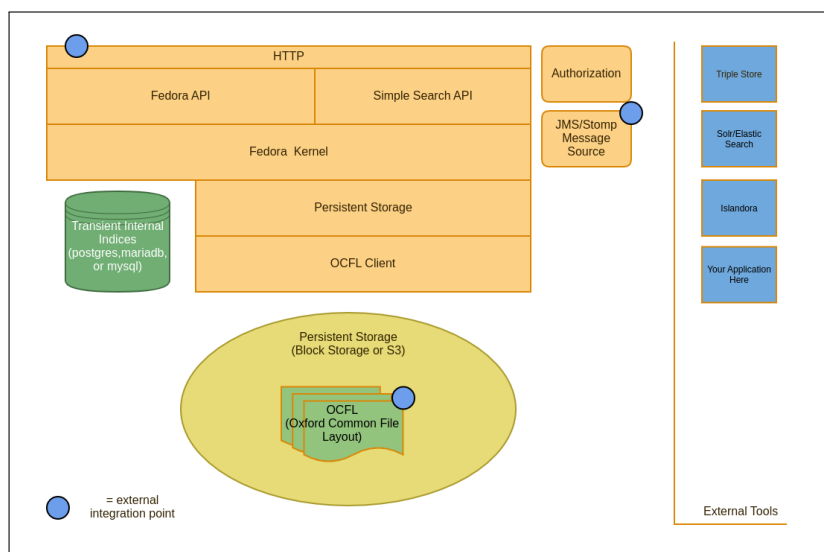 HTTP
Fedora API
Simple Search API
Fedora Kernel
Authorization
JMS/Stomp
Message
Source
Transient Internal
Indices
(postgres,mariadb,
or mysql)
Persistent Storage
OCFL Client
Persistent Storage
(Block Storage or S3)
OCFL
(Oxford Common File
Layout)
= external
integration point
Triple Store
Solr/Elastic
Search
Islandora
Your Application
Here
External Tools